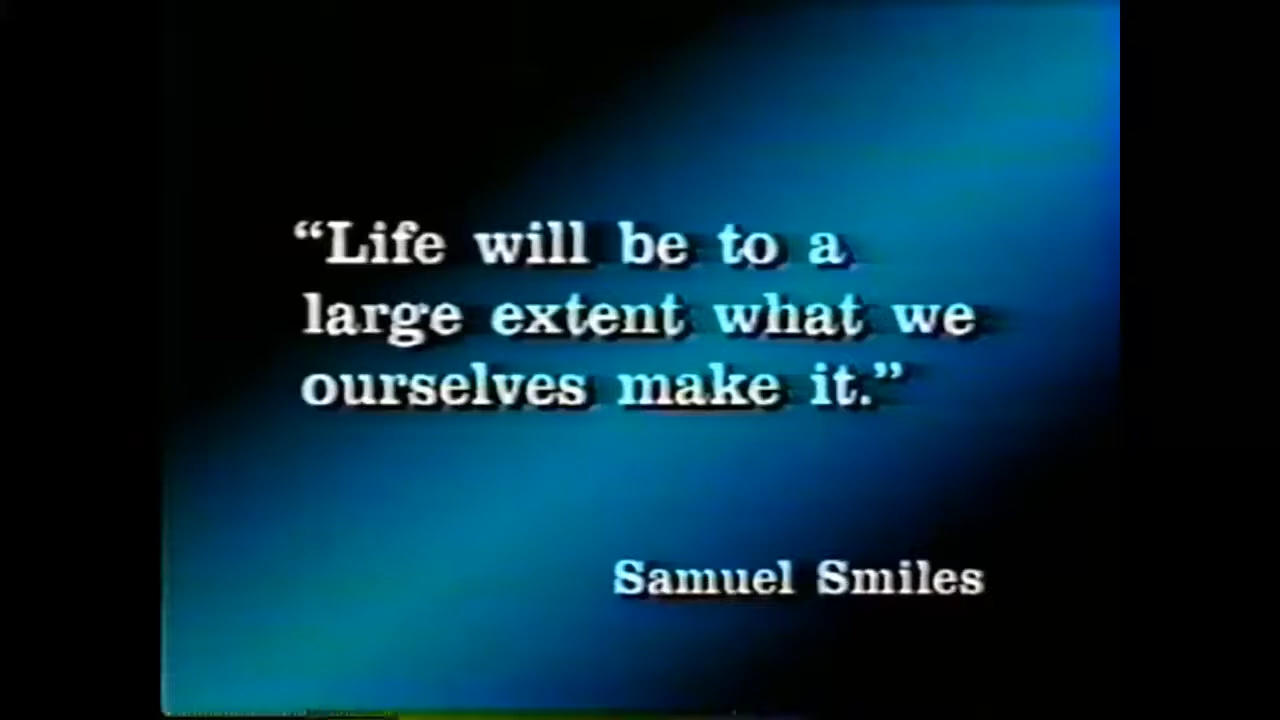 “Life will be to a
large extent what we
ourselves make it.”
Samuel Smiles